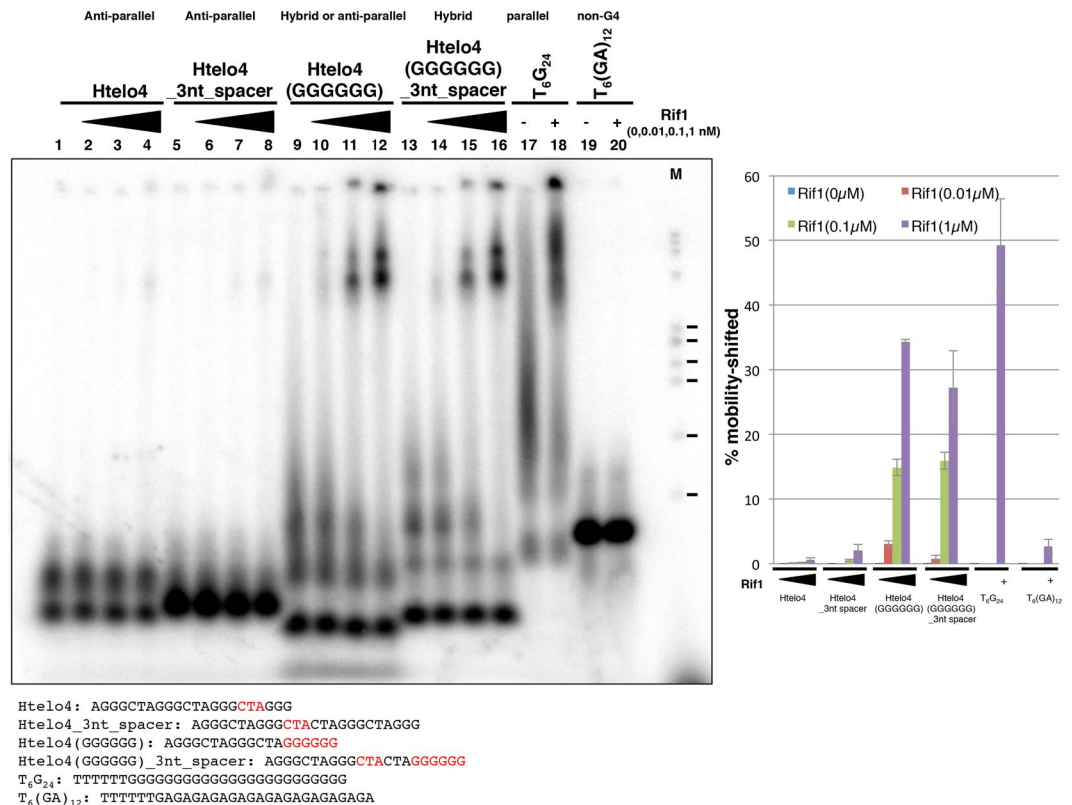 Anti-parallel Anti-parallel Hybrid or anti-parallel Hybrid parallel non-G4
Htelo4
Htelo4
_3nt_spacer
Htelo4
(GGGGGG)
Htelo4
(GGGGGG)
_3nt_spacer
T6G24
T6(GA)12
- + - +
Rif1
(0,0.01,0.1,1 nM)
1 2 3 4 5 6 7 8 9 10 11 12 13 14 15 16 17 18 19 20
M
% mobility-shifted
60
50
40
30
20
10
0
Rif1(0µM) Rif1(0.01µM)
Rif1(0.1µM) Rif1(1µM)
Rif1 + +
Htelo4
Htelo4
_3nt spacer
Htelo4
(GGGGGG)
Htelo4
(GGGGGG)
_3nt spacer
T6G24
T6(GA)12
Htelo4: AGGGCTAGGGCTAGGGCTAGGG
Htelo4_3nt_spacer: AGGGCTAGGGCTACTAGGGCTAGGG
Htelo4(GGGGGG): AGGGCTAGGGCTAGGGGGG
Htelo4(GGGGGG)_3nt_spacer: AGGGCTAGGGCTACTAGGGGGG
T6G24: TTTTTTGGGGGGGGGGGGGGGGGGGGGGGG
T6(GA)12: TTTTTTGAGAGAGAGAGAGAGAGAGAGAGA